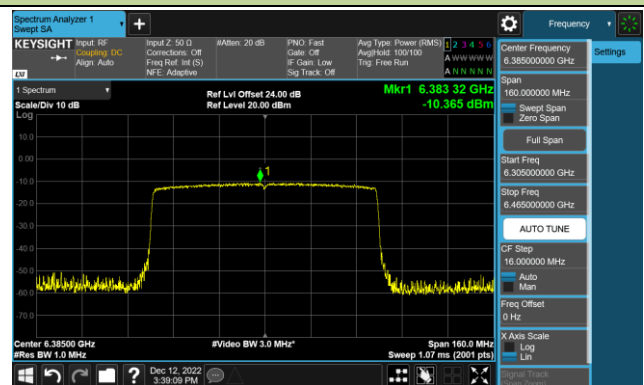 Spectrum Analyzer 1
Swept SA
+
Frequency
KEYSIGHT
Input: RF
Coupling: DC
Align: Auto
Input Z: 50 Ω
Corrections: Off
Freq Ref: Int (S)
NFE: Adaptive
#Atten: 20 dB
PNO: Fast
Gate: Off
IF Gain: Low
Sig Track: Off
Avg Type: Power (RMS)
Avg|Hold: 100/100
Trig: Free Run
1 2 3 4 5 6
A W W W W W
A N N N N N
LXI
1 Spectrum
Scale/Div 10 dB
Log
Ref Lvl Offset 24.00 dB
Ref Level 20.00 dBm
Mkr1 6.383 32 GHz
-10.365 dBm
10.0
0.00
-10.0
-20.0
-30.0
-40.0
-50.0
-60.0
-70.0
1
Center 6.38500 GHz
#Res BW 1.0 MHz
#Video BW 3.0 MHz*
Span 160.0 MHz
Sweep 1.07 ms (2001 pts)
Dec 12, 2022
3:39:09 PM
Center Frequency
6.385000000 GHz
Span
160.000000 MHz
Swept Span
Zero Span
Full Span
Start Freq
6.305000000 GHz
Stop Freq
6.465000000 GHz
AUTO TUNE
CF Step
16.000000 MHz
Auto
Man
Freq Offset
0 Hz
X Axis Scale
Log
Lin
Signal Track
(Span Zoom)
Settings